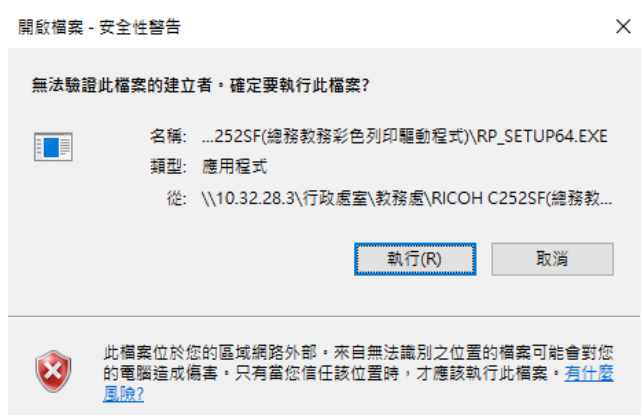 開啟檔案 - 安全性警告
無法驗證此檔案的建立者。確定要執行此檔案?
名稱: ...252SF(總務教務彩色列印驅動程式)\RP_SETUP64.EXE
類型: 應用程式
從: \\10.32.28.3\行政處室\教務處\RICOH C252SF(總務教...
執行(R) 取消
此檔案位於您的區域網路外部。來自無法識別之位置的檔案可能會對您
的電腦造成傷害。只有當您信任該位置時，才應該執行此檔案。有什麼
風險?